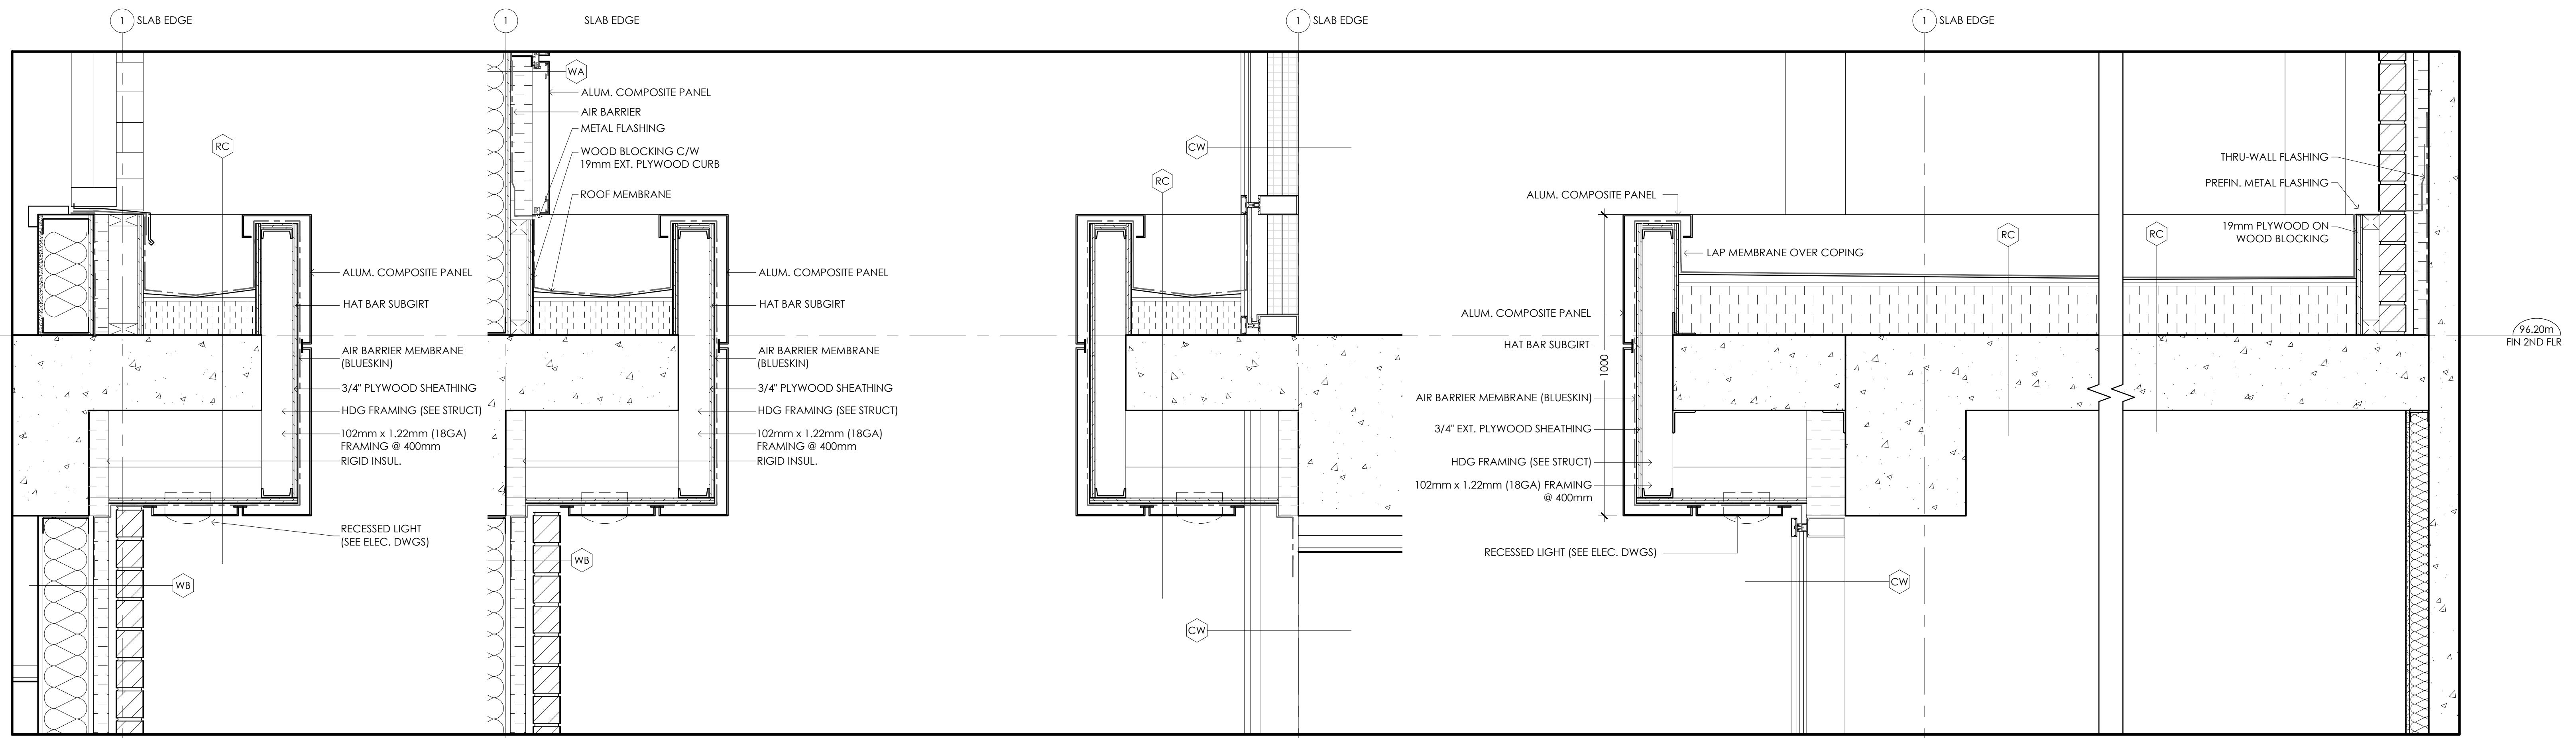 1 SLAB EDGE
1 SLAB EDGE
1 SLAB EDGE
1 SLAB EDGE
RC
ALUM. COMPOSITE PANEL
HAT BAR SUBGIRT
AIR BARRIER MEMBRANE
(BLUESKIN)
3/4" PLYWOOD SHEATHING
HDG FRAMING (SEE STRUCT)
102mm x 1.22mm (18GA)
FRAMING @ 400mm
RIGID INSUL.
RECESSED LIGHT
(SEE ELEC. DWGS)
WB
WA
ALUM. COMPOSITE PANEL
AIR BARRIER
METAL FLASHING
WOOD BLOCKING C/W
19mm EXT. PLYWOOD CURB
ROOF MEMBRANE
ALUM. COMPOSITE PANEL
HAT BAR SUBGIRT
AIR BARRIER MEMBRANE
(BLUESKIN)
3/4" PLYWOOD SHEATHING
HDG FRAMING (SEE STRUCT)
102mm x 1.22mm (18GA)
FRAMING @ 400mm
RIGID INSUL.
WB
CW
RC
CW
ALUM. COMPOSITE PANEL
LAP MEMBRANE OVER COPING
ALUM. COMPOSITE PANEL
HAT BAR SUBGIRT
1000
AIR BARRIER MEMBRANE (BLUESKIN)
3/4" EXT. PLYWOOD SHEATHING
HDG FRAMING (SEE STRUCT)
102mm x 1.22mm (18GA) FRAMING
@ 400mm
RECESSED LIGHT (SEE ELEC. DWGS)
CW
RC
RC
THRU-WALL FLASHING
PREFIN. METAL FLASHING
19mm PLYWOOD ON
WOOD BLOCKING
96.20m
FIN 2ND FLR